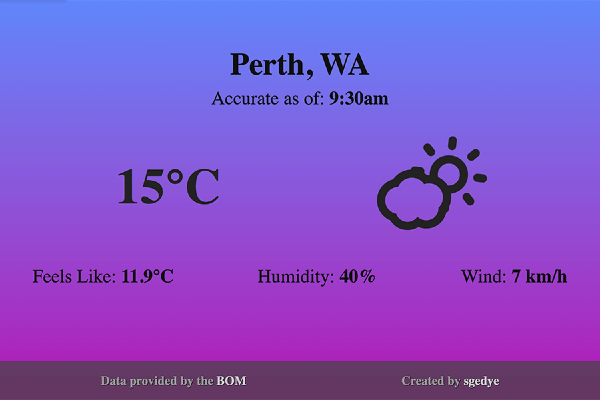 Perth, WA
Accurate as of: 9:30am
15°C
Feels Like: 11.9°C Humidity: 40% Wind: 7 km/h
Data provided by the BOM Created by sgedye